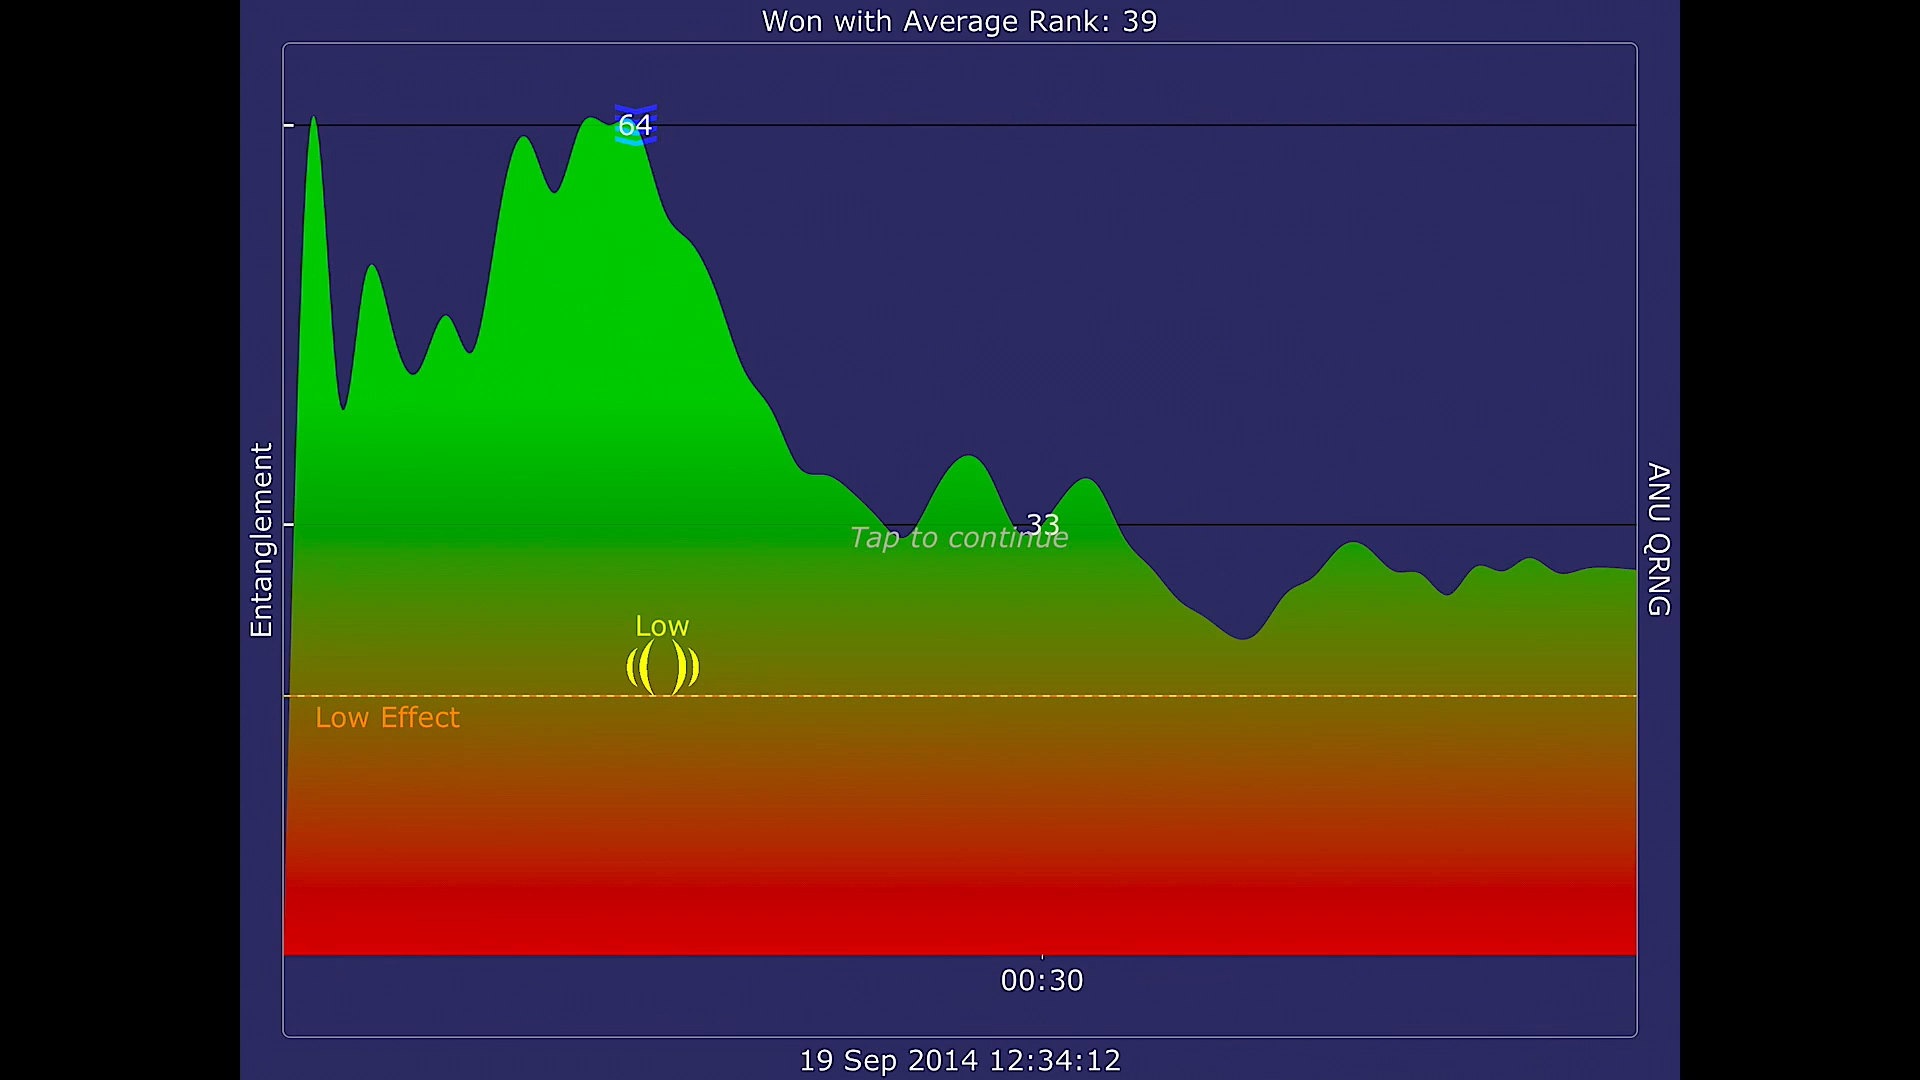 Won with Average Rank: 39
64
Entanglement
ANU QRNG
33
Tap to continue
Low
Low Effect
00:30
19 Sep 2014 12:34:12